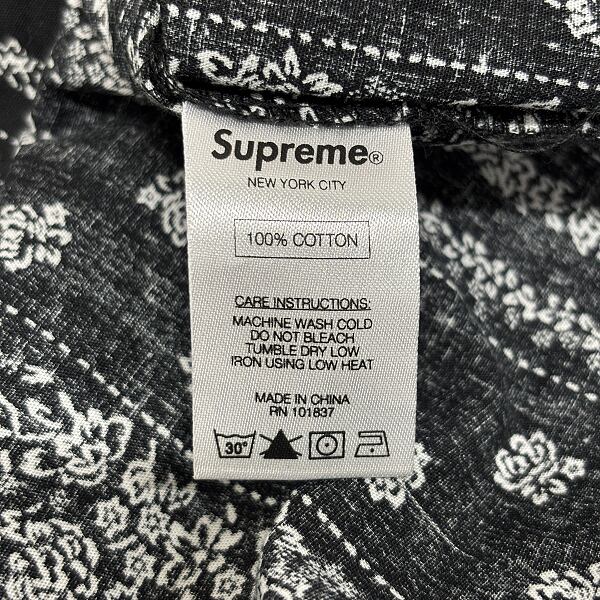 Supreme®
NEW YORK CITY
100% COTTON
CARE INSTRUCTIONS:
MACHINE WASH COLD
DO NOT BLEACH
TUMBLE DRY LOW
IRON USING LOW HEAT
MADE IN CHINA
RN 101837
30°